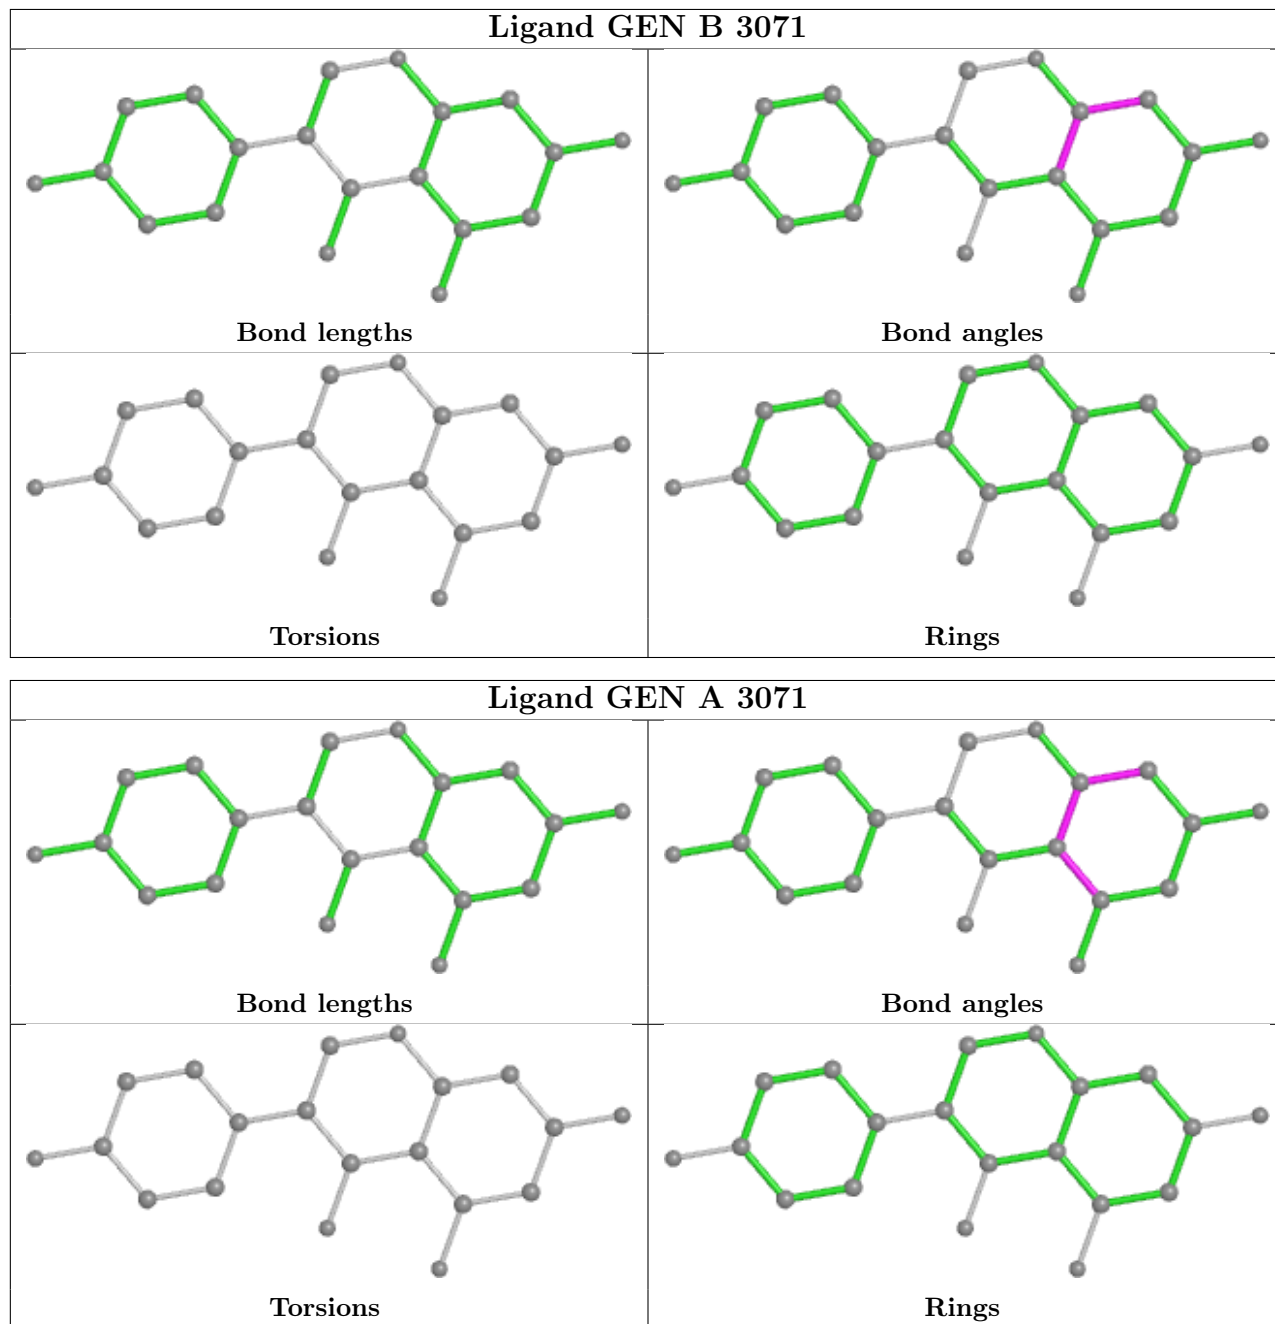 Ligand GEN B 3071
Bond lengths
Bond angles
Torsions
Rings
Ligand GEN A 3071
Bond lengths
Bond angles
Torsions
Rings